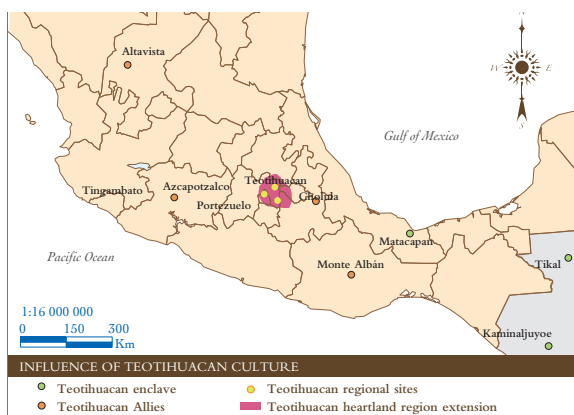 N
Altavista
W E
S
Gulf of Mexico
Teotihuacan
Tingambato
Azcapotzalco
Cholula
Portezuelo
Matacapan
Pacific Ocean
Monte Albán
Tikal
1:16 000 000
0 150 300
Km
Kaminaljuyoe
INFLUENCE OF TEOTIHUACAN CULTURE
Teotihuacan enclave
Teotihuacan regional sites
Teotihuacan Allies
Teotihuacan heartland region extension